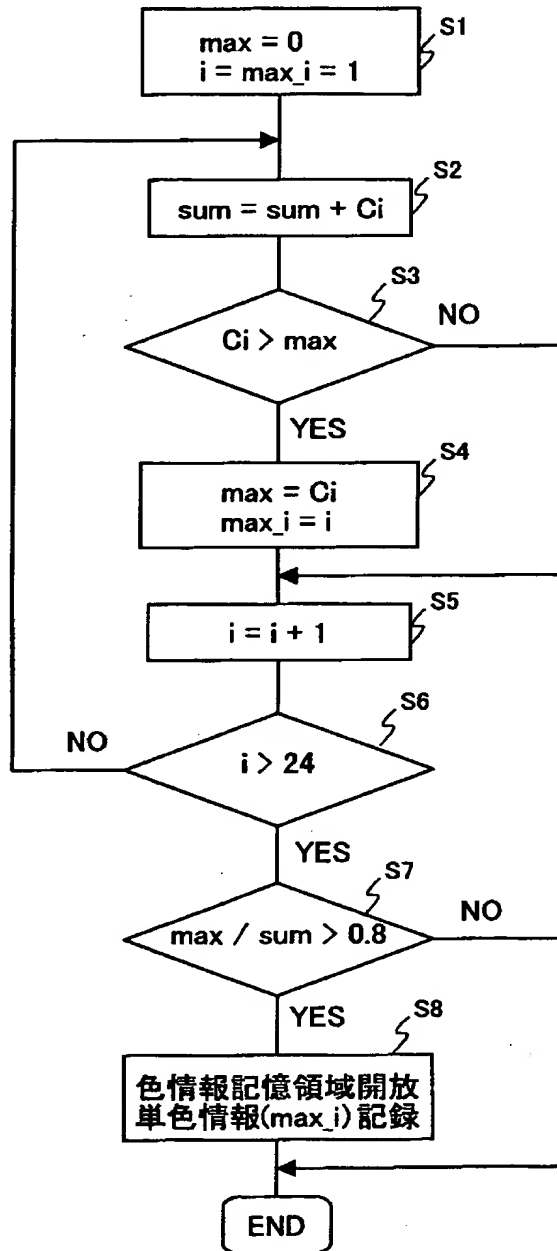 S1
max = 0
i = max_i = 1
S2
sum = sum + Ci
S3
Ci > max
NO
YES
S4
max = Ci
max_i = i
S5
i = i + 1
S6
NO
i > 24
YES
S7
max / sum > 0.8
NO
YES
S8
色情報記憶領域開放
単色情報(max_i)記録
END